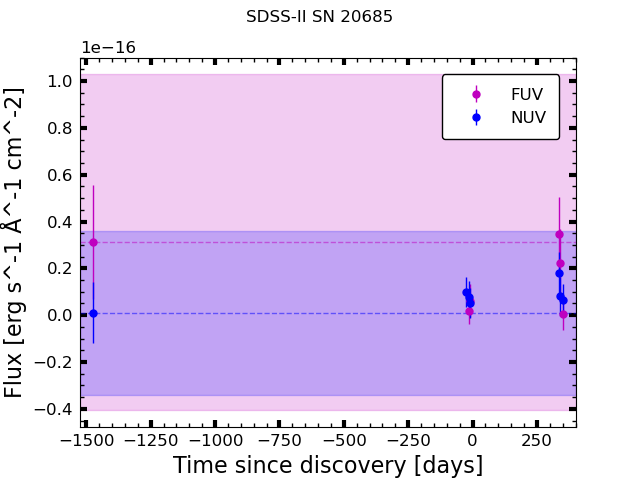 SDSS-II SN 20685
1e−16
1.0
0.8
0.6
0.4
0.2
0.0
−0.2
−0.4
Flux [erg s^-1 Å^-1 cm^-2]
FUV
NUV
−1500 −1250 −1000 −750 −500 −250 0 250
Time since discovery [days]